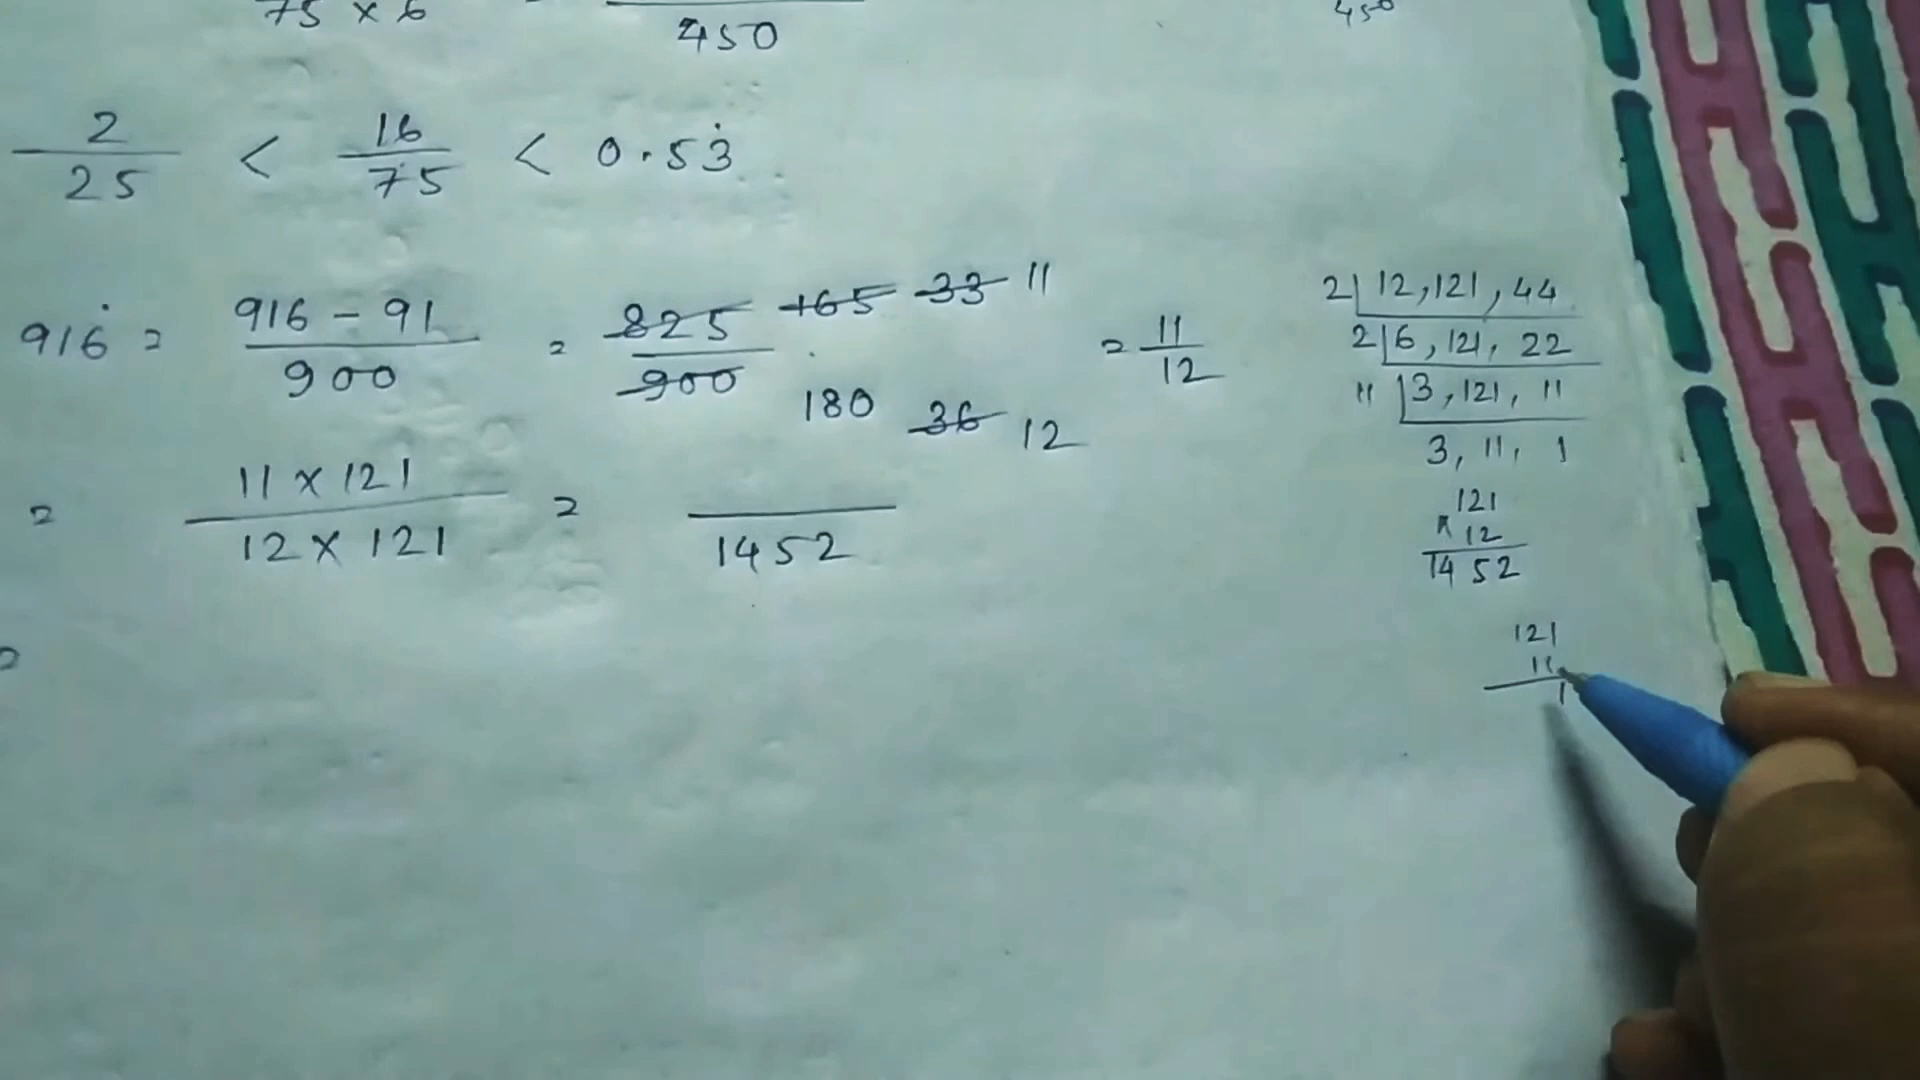 75 × 6
450
450
2/25 < 16/75 < 0.53̇
916̇ = (916 - 91)/900 = 825/900 165 33 11 180 36 12 = 11/12
= (11 × 121)/(12 × 121) = /1452
=
2 | 12, 121, 44
2 | 6, 121, 22
11 | 3, 121, 11
3, 11, 1
121
× 12
1452
121
11
1